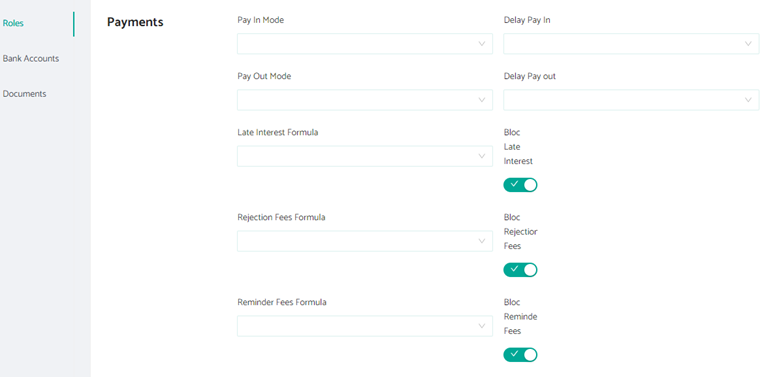 Roles
Bank Accounts
Documents
Payments
Pay In Mode
Delay Pay In
Pay Out Mode
Delay Pay out
Late Interest Formula
Bloc
Late
Interest
Rejection Fees Formula
Bloc
Rejectior
Fees
Reminder Fees Formula
Bloc
Reminde
Fees